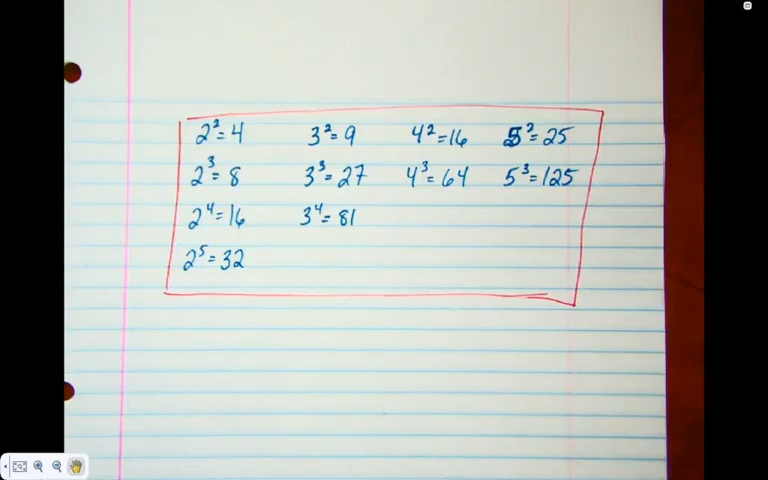 2² = 4 3² = 9 4² = 16 5² = 25
2³ = 8 3³ = 27 4³ = 64 5³ = 125
2⁴ = 16 3⁴ = 81
2⁵ = 32